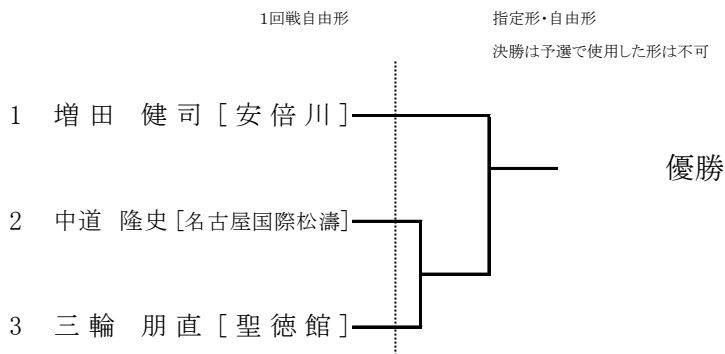 1回戦自由形
指定形・自由形
決勝は予選で使用した形は不可
1 増田 健司［安倍川］
優勝
2 中道 隆史［名古屋国際松濤］
3 三輪 朋直［聖徳館］